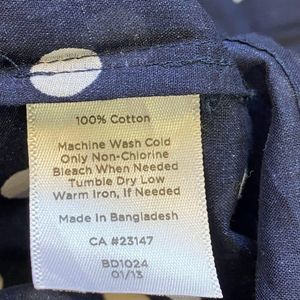 100% Cotton
Machine Wash Cold
Only Non-Chlorine
Bleach When Needed
Tumble Dry Low
Warm Iron, If Needed
Made In Bangladesh
CA #23147
BD1024
01/13